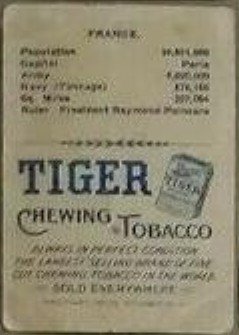 FRANCE.
Population
Capital Paris
Army
Navy (Tonnage)
Sq. Miles
Ruler President Raymond Poincare
TIGER
TIGER
CHEWING TOBACCO
ALWAYS IN PERFECT CONDITION
THE LARGEST SELLING BRAND OF FINE
CUT CHEWING TOBACCO IN THE WORLD.
SOLD EVERYWHERE